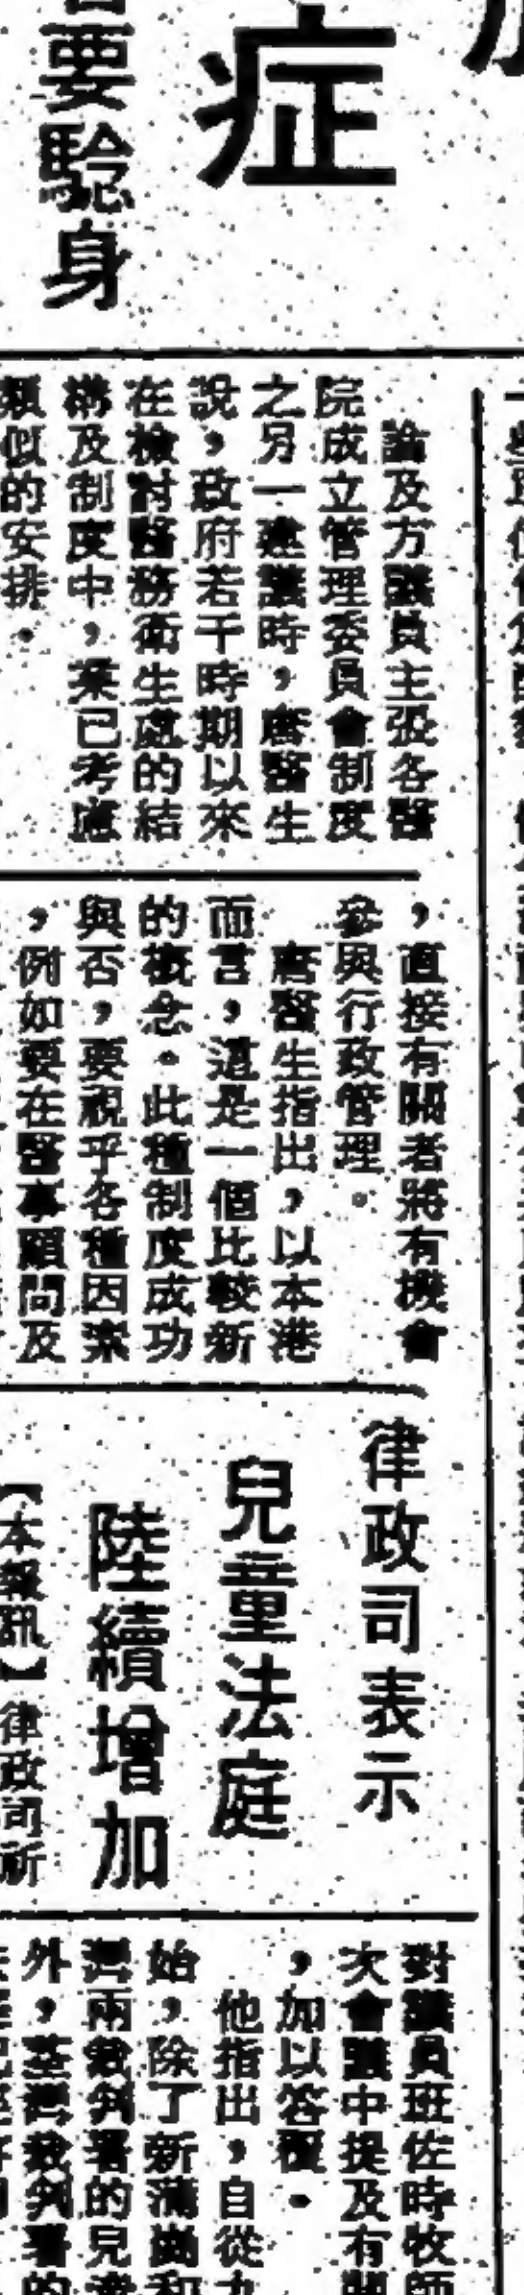 症
要驗身
論及方議員主張各醫
院成立管理委員會制度
之另一建議時，唐醫生
說，政府若干時期以來
在檢討醫務衛生處的結
構及制度中，業已考慮
類似的安排。
，直接有關者將有機會
參與行政管理。
唐醫生指出，以本港
而言，這是一個比較新
的概念。此種制度成功
與否，要視乎各種因素
，例如要在醫事顧問及
律政司表示
兒童法庭
陸續增加
【本報訊】律政司祈
對議員班佐時牧師
次會議中提及有關
，加以答覆。
他指出，自從九
始，除了新蒲崗和
灣兩裁判署的兒童
外，荃灣裁判署的